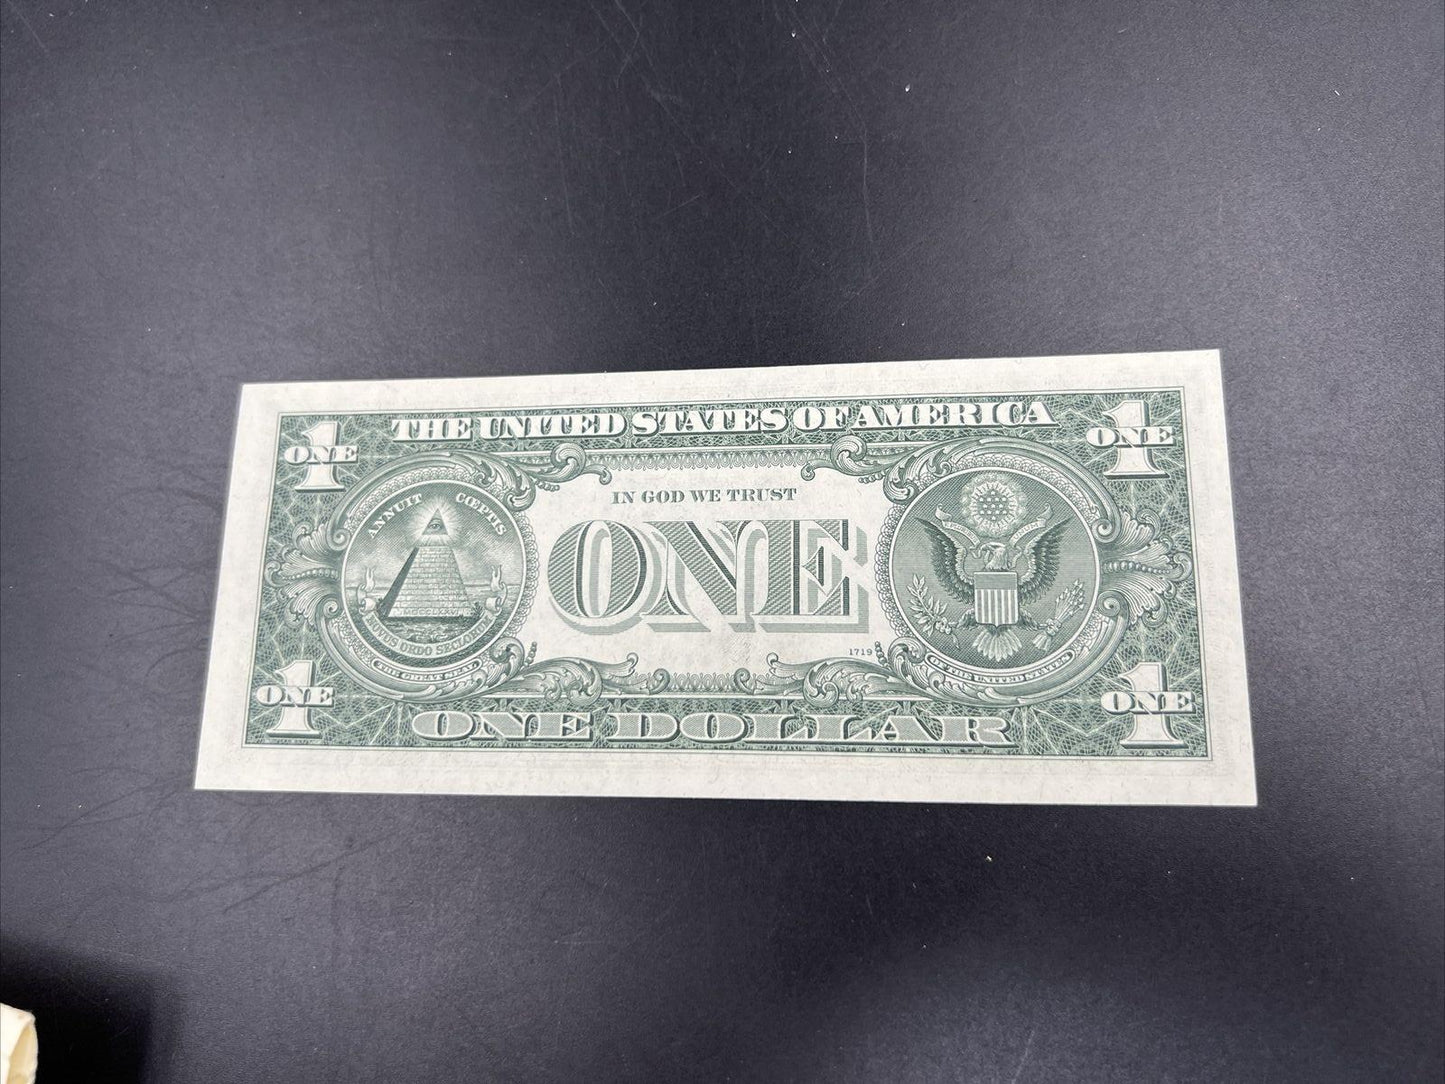 THE UNITED STATES OF AMERICA
1
ONE
1
ONE
IN GOD WE TRUST
ANNUIT CŒPTIS
ONE
MDCCLXXVI
NOVUS ORDO SECLORUM
THE GREAT SEAL
1719
OF THE UNITED STATES
1
ONE
ONE DOLLAR
1
ONE